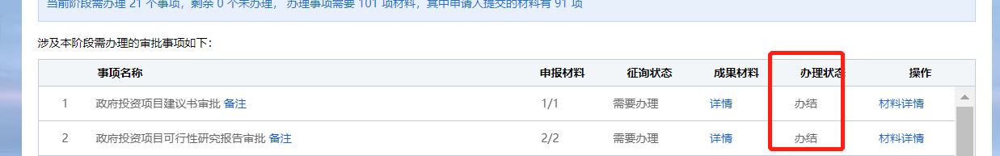 当前阶段需办理 21 个事项，剩余 0 个未办理， 办理事项需要 101 项材料，其中申请人提交的材料有 91 项
涉及本阶段需办理的审批事项如下：
事项名称 申报材料 征询状态 成果材料 办理状态 操作
1 政府投资项目建议书审批 备注 1/1 需要办理 详情 办结 材料详情
2 政府投资项目可行性研究报告审批 备注 2/2 需要办理 详情 办结 材料详情